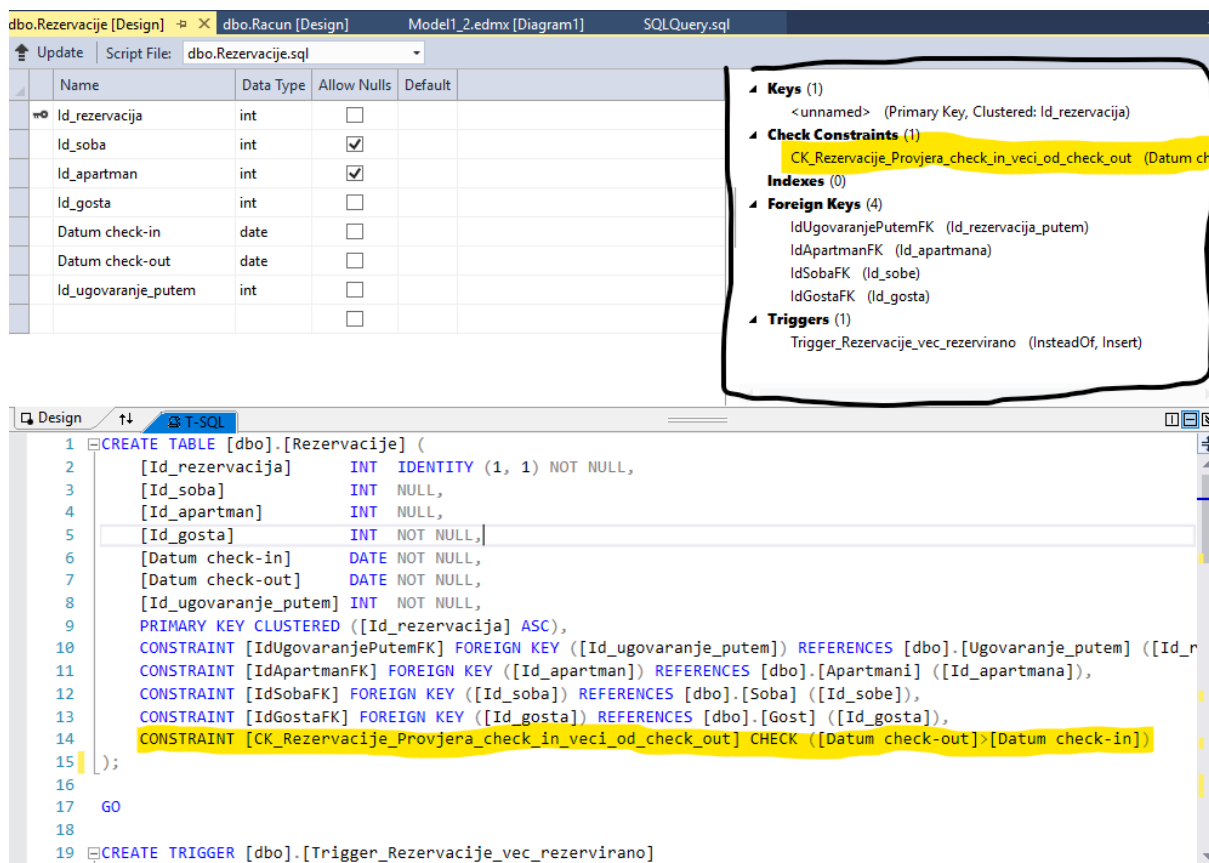 dbo.Rezervacije [Design] dbo.Racun [Design] Model1_2.edmx [Diagram1] SQLQuery.sql
Update Script File: dbo.Rezervacije.sql
Name Data Type Allow Nulls Default
Id_rezervacija int
Id_soba int
Id_apartman int
Id_gosta int
Datum check-in date
Datum check-out date
Id_ugovaranje_putem int
Keys (1)
<unnamed> (Primary Key, Clustered: Id_rezervacija)
Check Constraints (1)
CK_Rezervacije_Provjera_check_in_veci_od_check_out (Datum ch
Indexes (0)
Foreign Keys (4)
IdUgovaranjePutemFK (Id_rezervacija_putem)
IdApartmanFK (Id_apartmana)
IdSobaFK (Id_sobe)
IdGostaFK (Id_gosta)
Triggers (1)
Trigger_Rezervacije_vec_rezervirano (InsteadOf, Insert)
Design T-SQL
1 CREATE TABLE [dbo].[Rezervacije] (
2 [Id_rezervacija] INT IDENTITY (1, 1) NOT NULL,
3 [Id_soba] INT NULL,
4 [Id_apartman] INT NULL,
5 [Id_gosta] INT NOT NULL,
6 [Datum check-in] DATE NOT NULL,
7 [Datum check-out] DATE NOT NULL,
8 [Id_ugovaranje_putem] INT NOT NULL,
9 PRIMARY KEY CLUSTERED ([Id_rezervacija] ASC),
10 CONSTRAINT [IdUgovaranjePutemFK] FOREIGN KEY ([Id_ugovaranje_putem]) REFERENCES [dbo].[Ugovaranje_putem] ([Id_r
11 CONSTRAINT [IdApartmanFK] FOREIGN KEY ([Id_apartman]) REFERENCES [dbo].[Apartmani] ([Id_apartmana]),
12 CONSTRAINT [IdSobaFK] FOREIGN KEY ([Id_soba]) REFERENCES [dbo].[Soba] ([Id_sobe]),
13 CONSTRAINT [IdGostaFK] FOREIGN KEY ([Id_gosta]) REFERENCES [dbo].[Gost] ([Id_gosta]),
14 CONSTRAINT [CK_Rezervacije_Provjera_check_in_veci_od_check_out] CHECK ([Datum check-out]>[Datum check-in])
15 );
16
17 GO
18
19 CREATE TRIGGER [dbo].[Trigger_Rezervacije_vec_rezervirano]